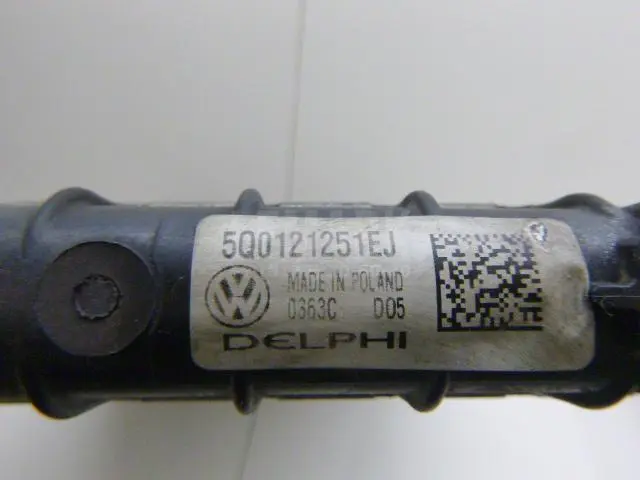 5Q0121251EJ
MADE IN POLAND
0363C D05
DELPHI